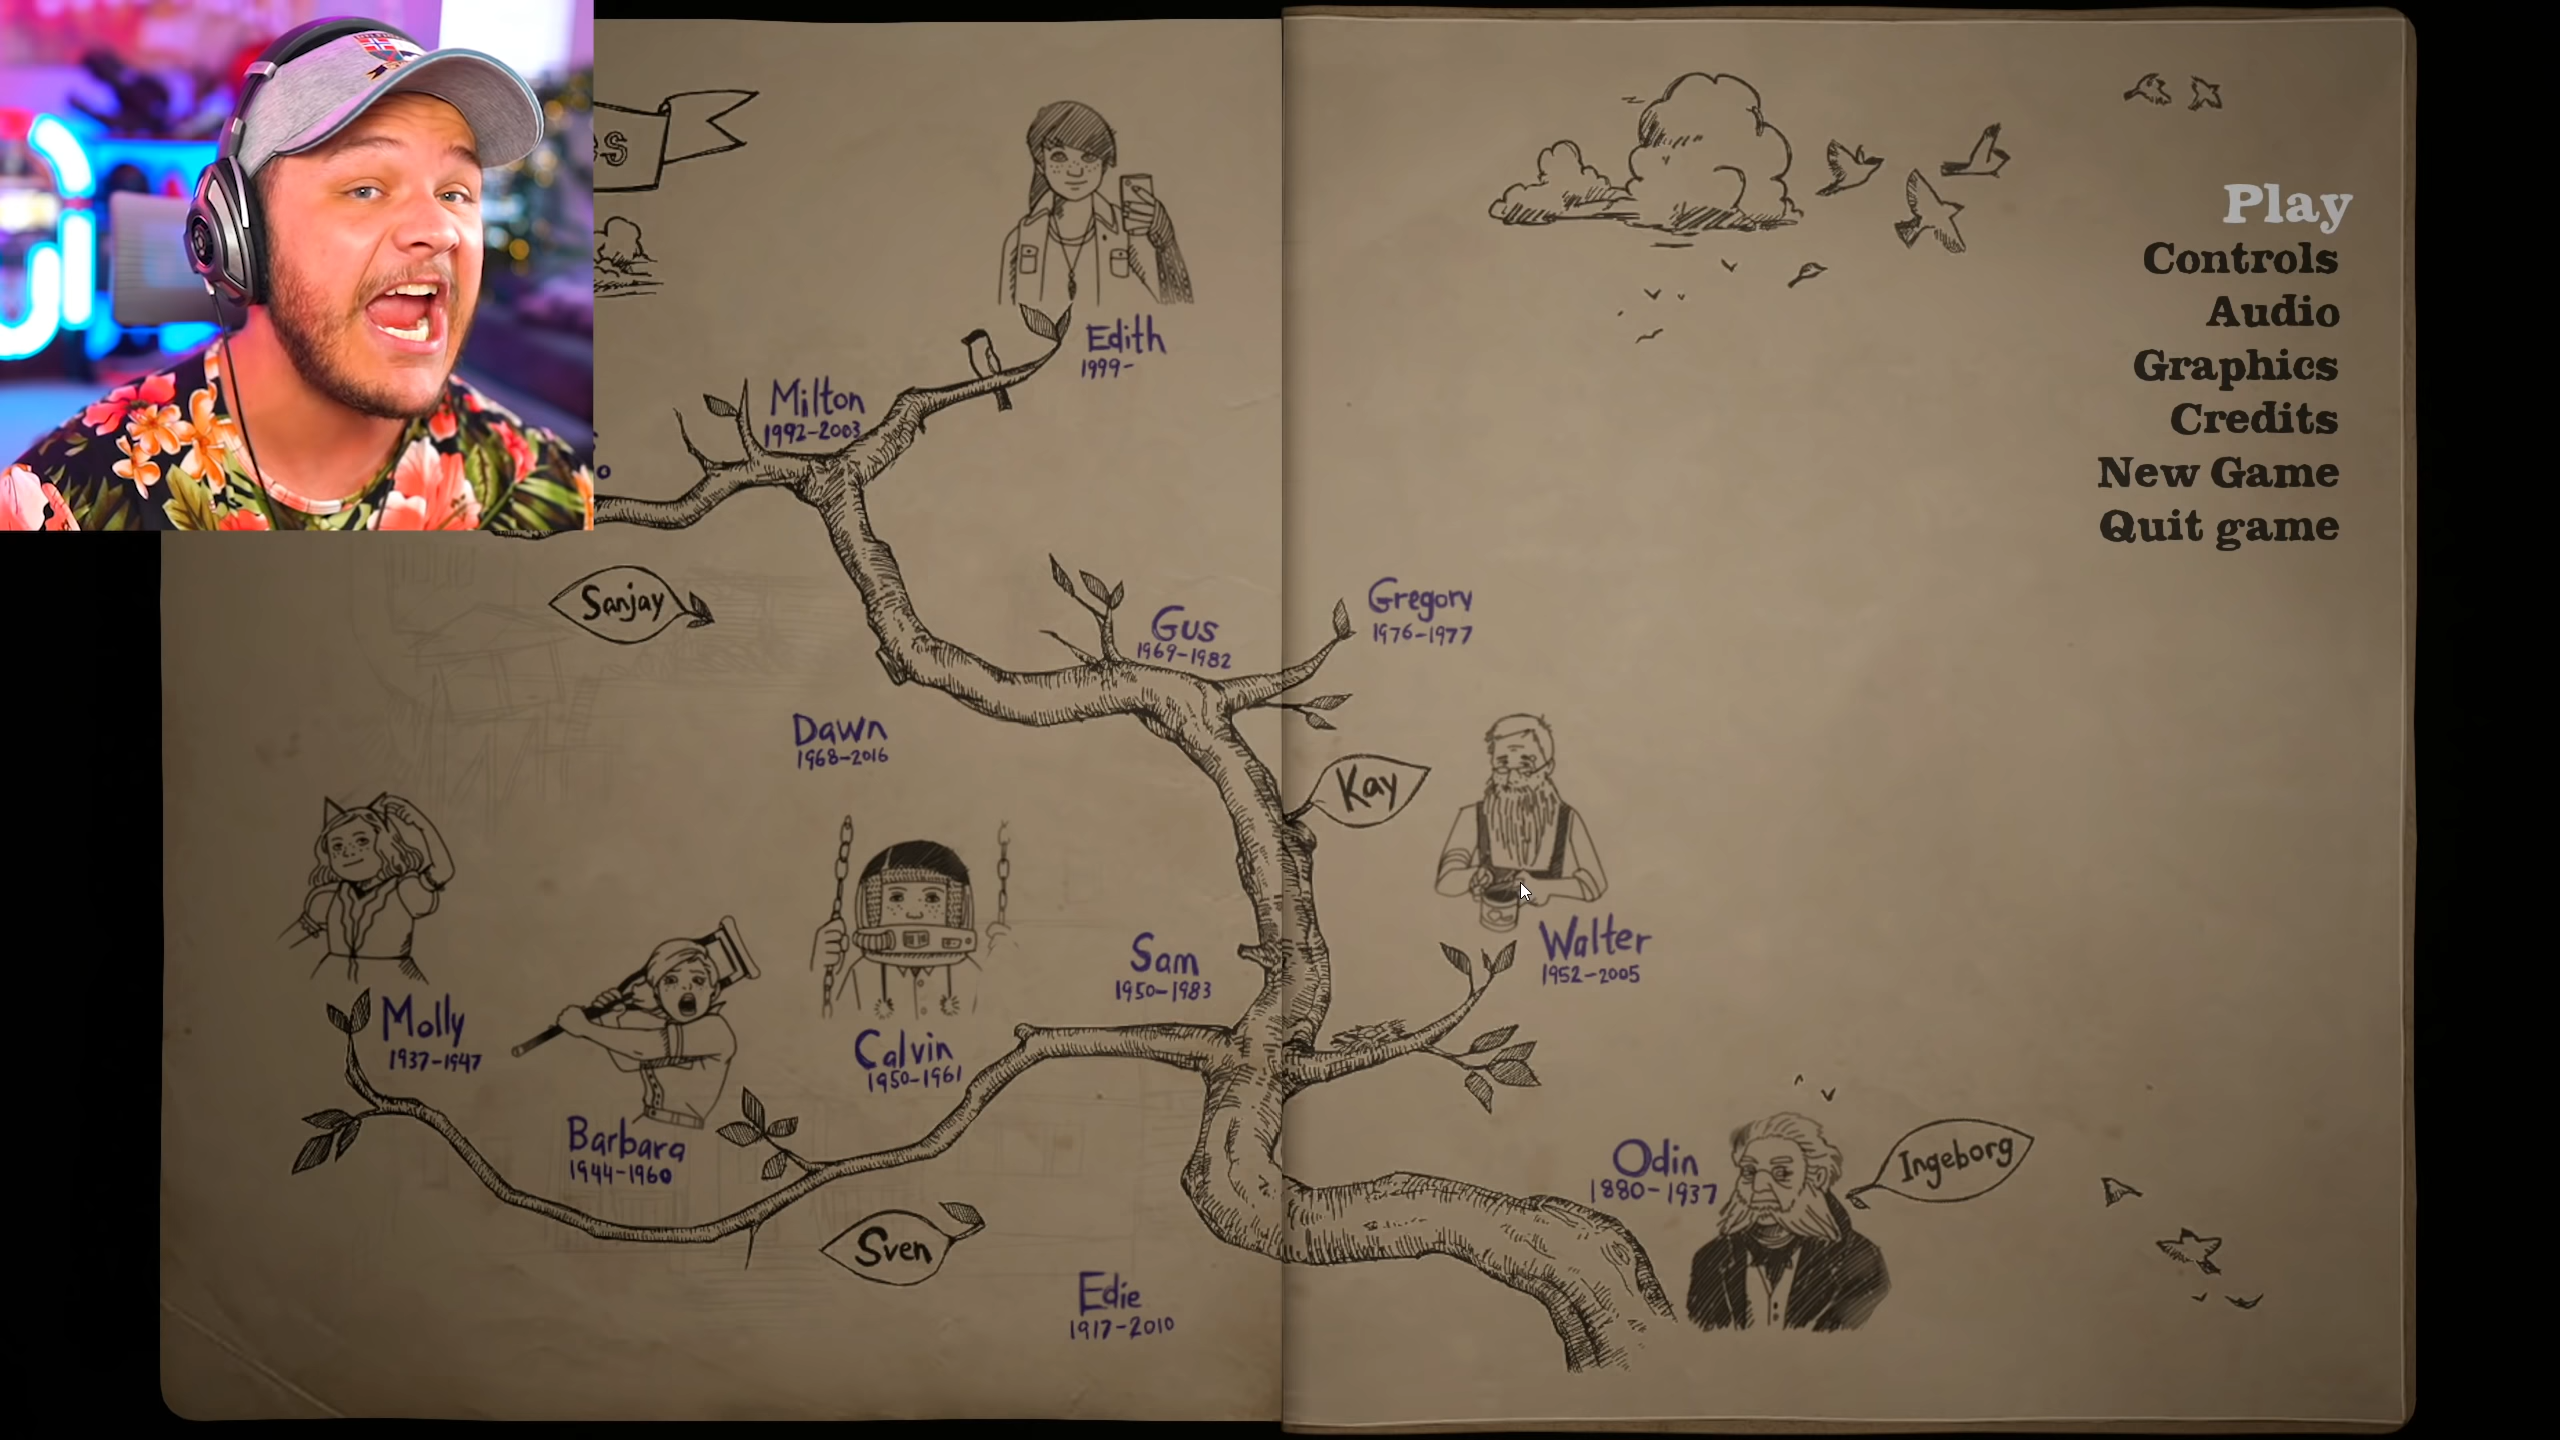 Edith
1999-
Milton
1992-2003
Sanjay
Gus
1969-1982
Gregory
1976-1977
Dawn
1968-2016
Kay
Molly
1937-1947
Barbara
1944-1960
Calvin
1950-1961
Sam
1950-1983
Walter
1952-2005
Sven
Edie
1917-2010
Odin
1880-1937
Ingeborg
Play
Controls
Audio
Graphics
Credits
New Game
Quit game